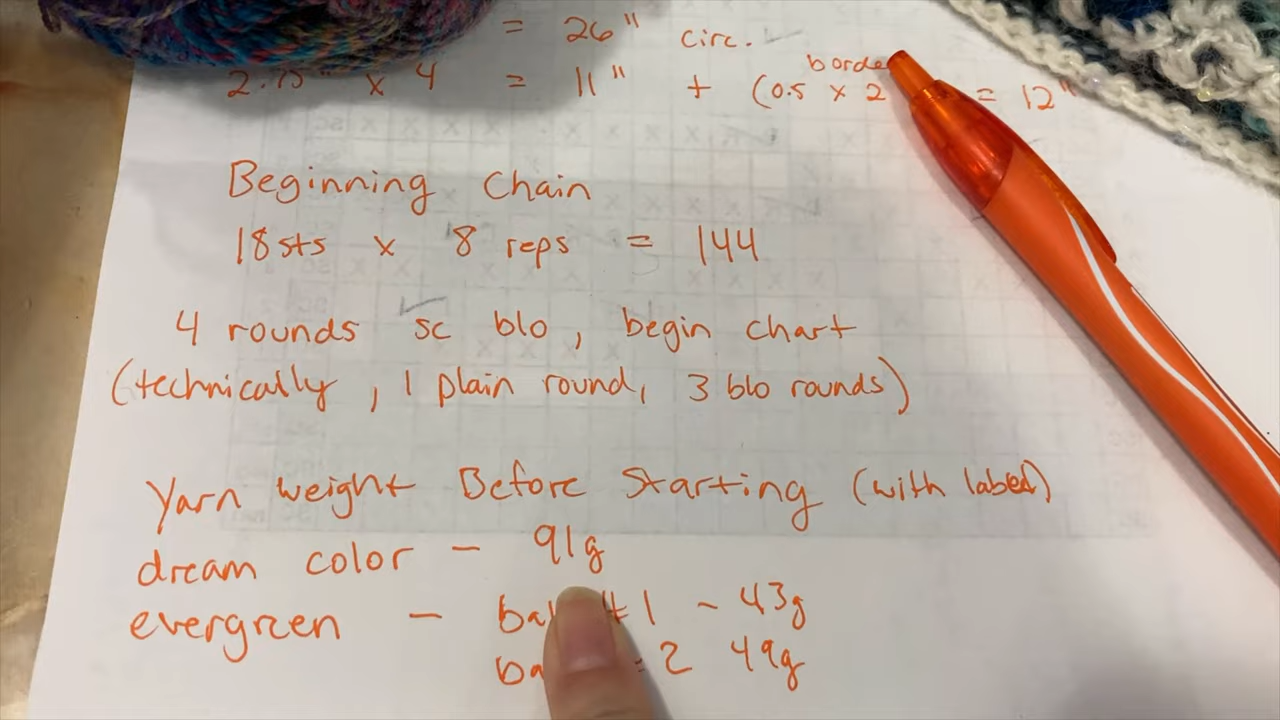 = 26" circ.
2.75" x 4 = 11" + (0.5 x 2 = 12"
Beginning Chain
18 sts x 8 reps = 144
4 rounds sc blo, begin chart
(technically, 1 plain round, 3 blo rounds)
Yarn weight Before Starting (with label)
dream color - 91g
evergreen - #1 - 43g
2 49g